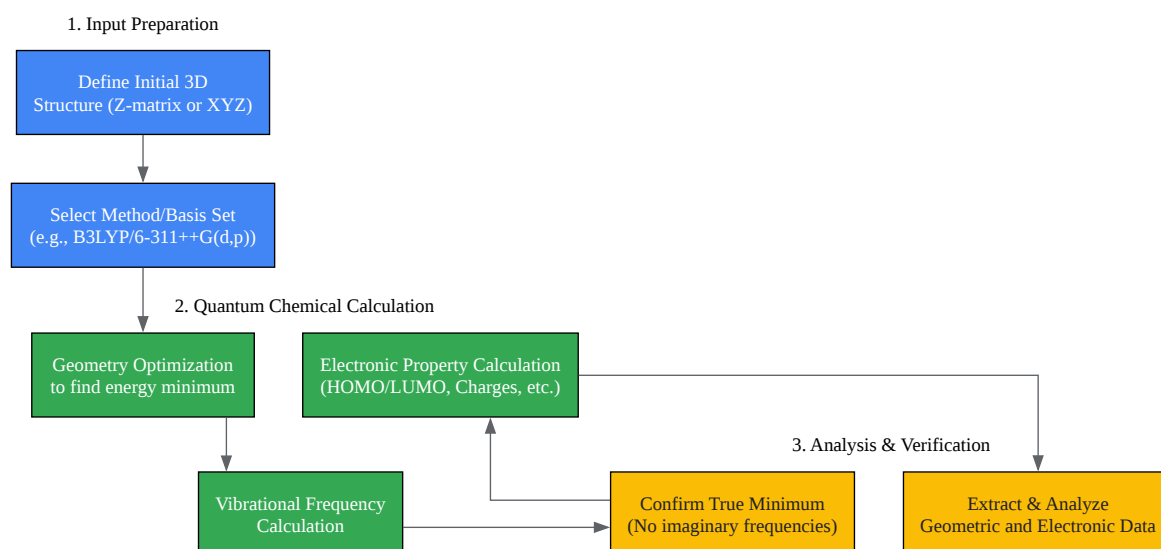 1. Input Preparation
Define Initial 3D
Structure (Z-matrix or XYZ)
Select Method/Basis Set
(e.g., B3LYP/6-311++G(d,p))
2. Quantum Chemical Calculation
Geometry Optimization
to find energy minimum
Electronic Property Calculation
(HOMO/LUMO, Charges, etc.)
3. Analysis & Verification
Vibrational Frequency
Calculation
Confirm True Minimum
(No imaginary frequencies)
Extract & Analyze
Geometric and Electronic Data